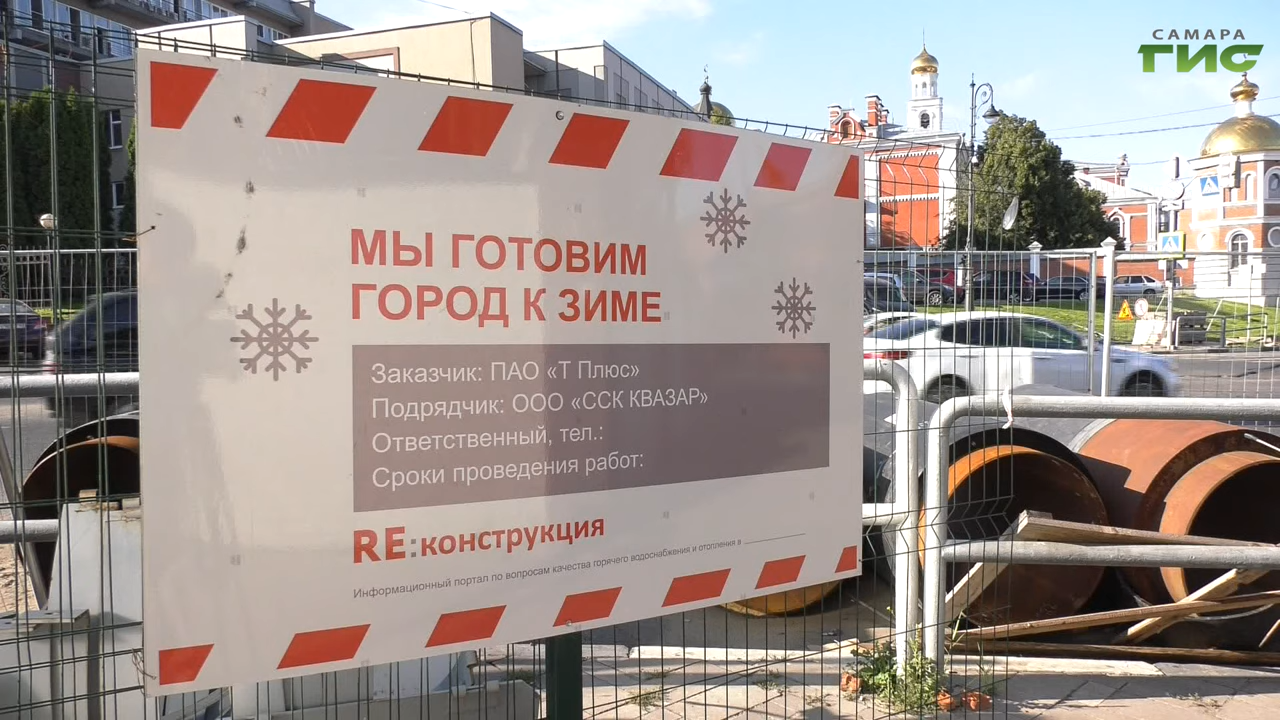 САМАРА
ГИС
МЫ ГОТОВИМ
ГОРОД К ЗИМЕ
Заказчик: ПАО «Т Плюс»
Подрядчик: ООО «ССК КВАЗАР»
Ответственный, тел.:
Сроки проведения работ:
RE:конструкция
Информационный портал по вопросам качества горячего водоснабжения и отопления в